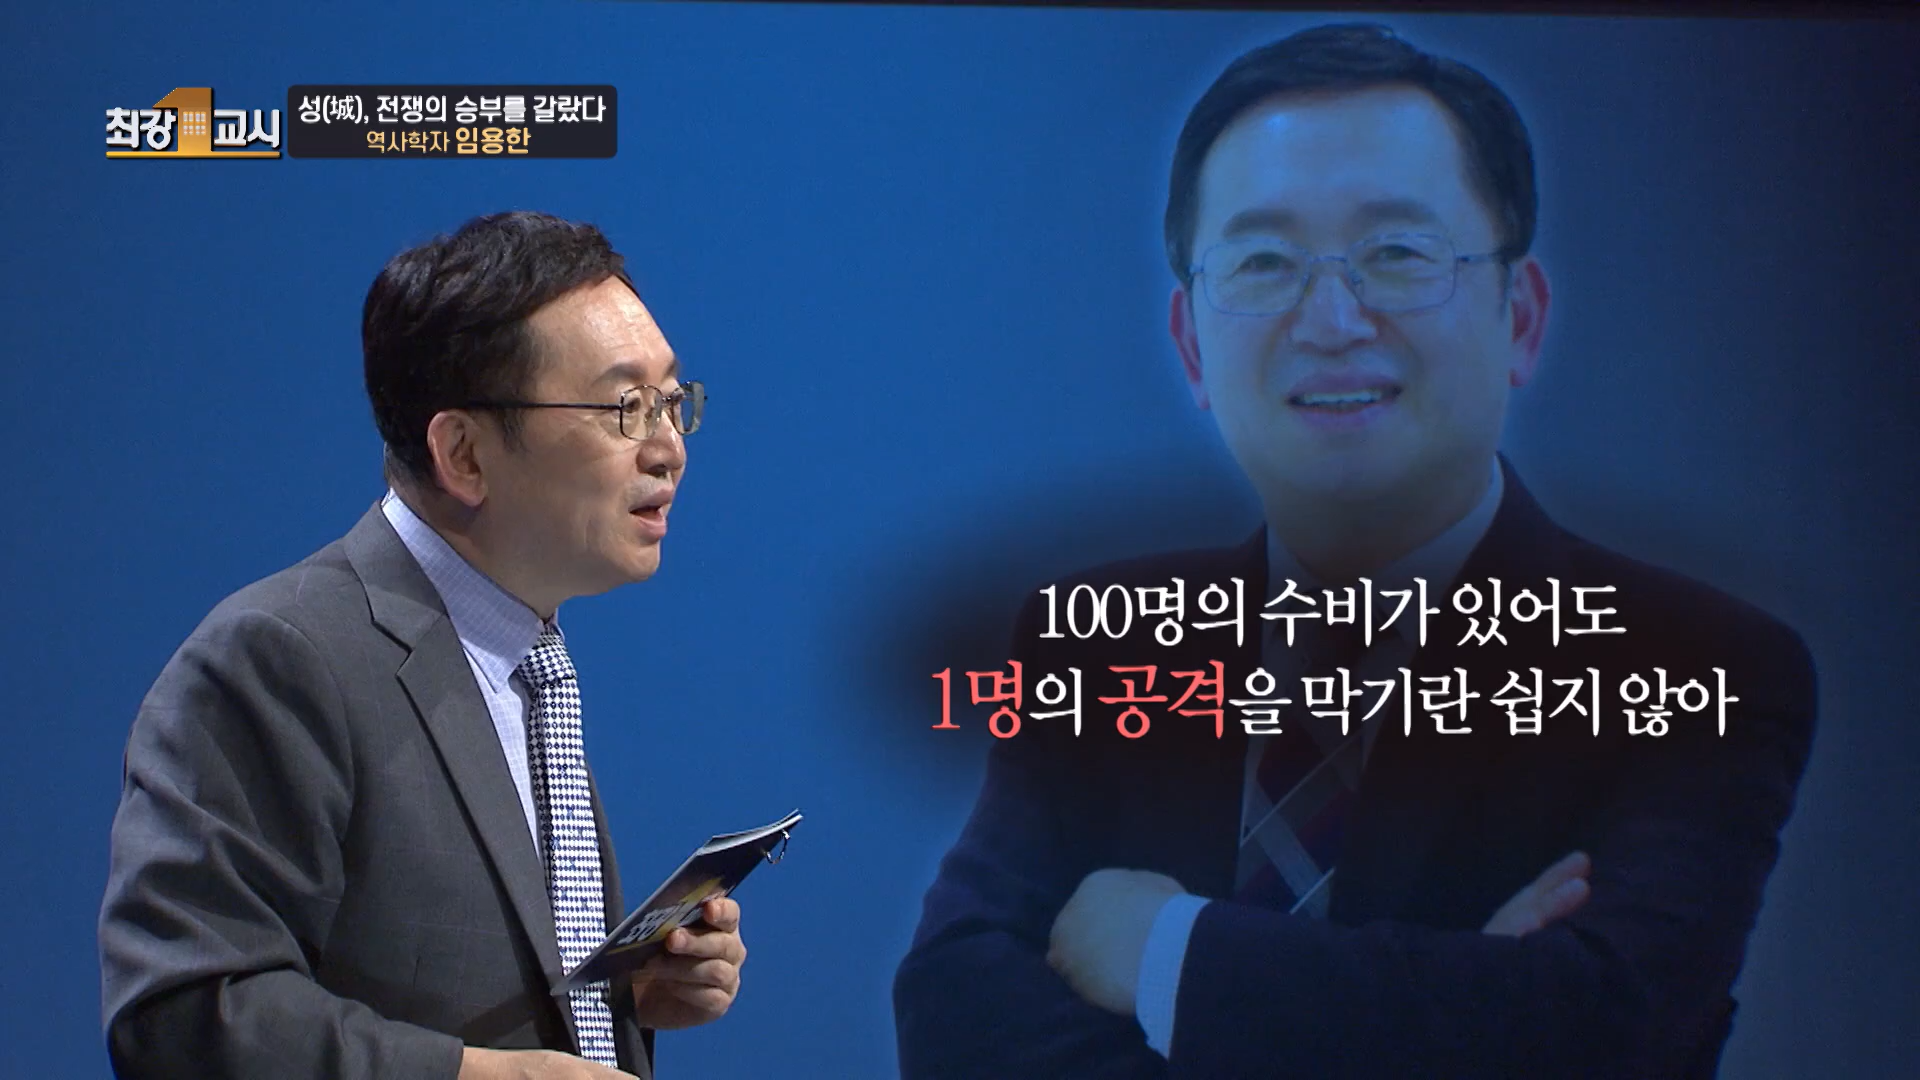 최강1교시
성(城), 전쟁의 승부를 갈랐다
역사학자 임용한
100명의 수비가 있어도
1명의 공격을 막기란 쉽지 않아